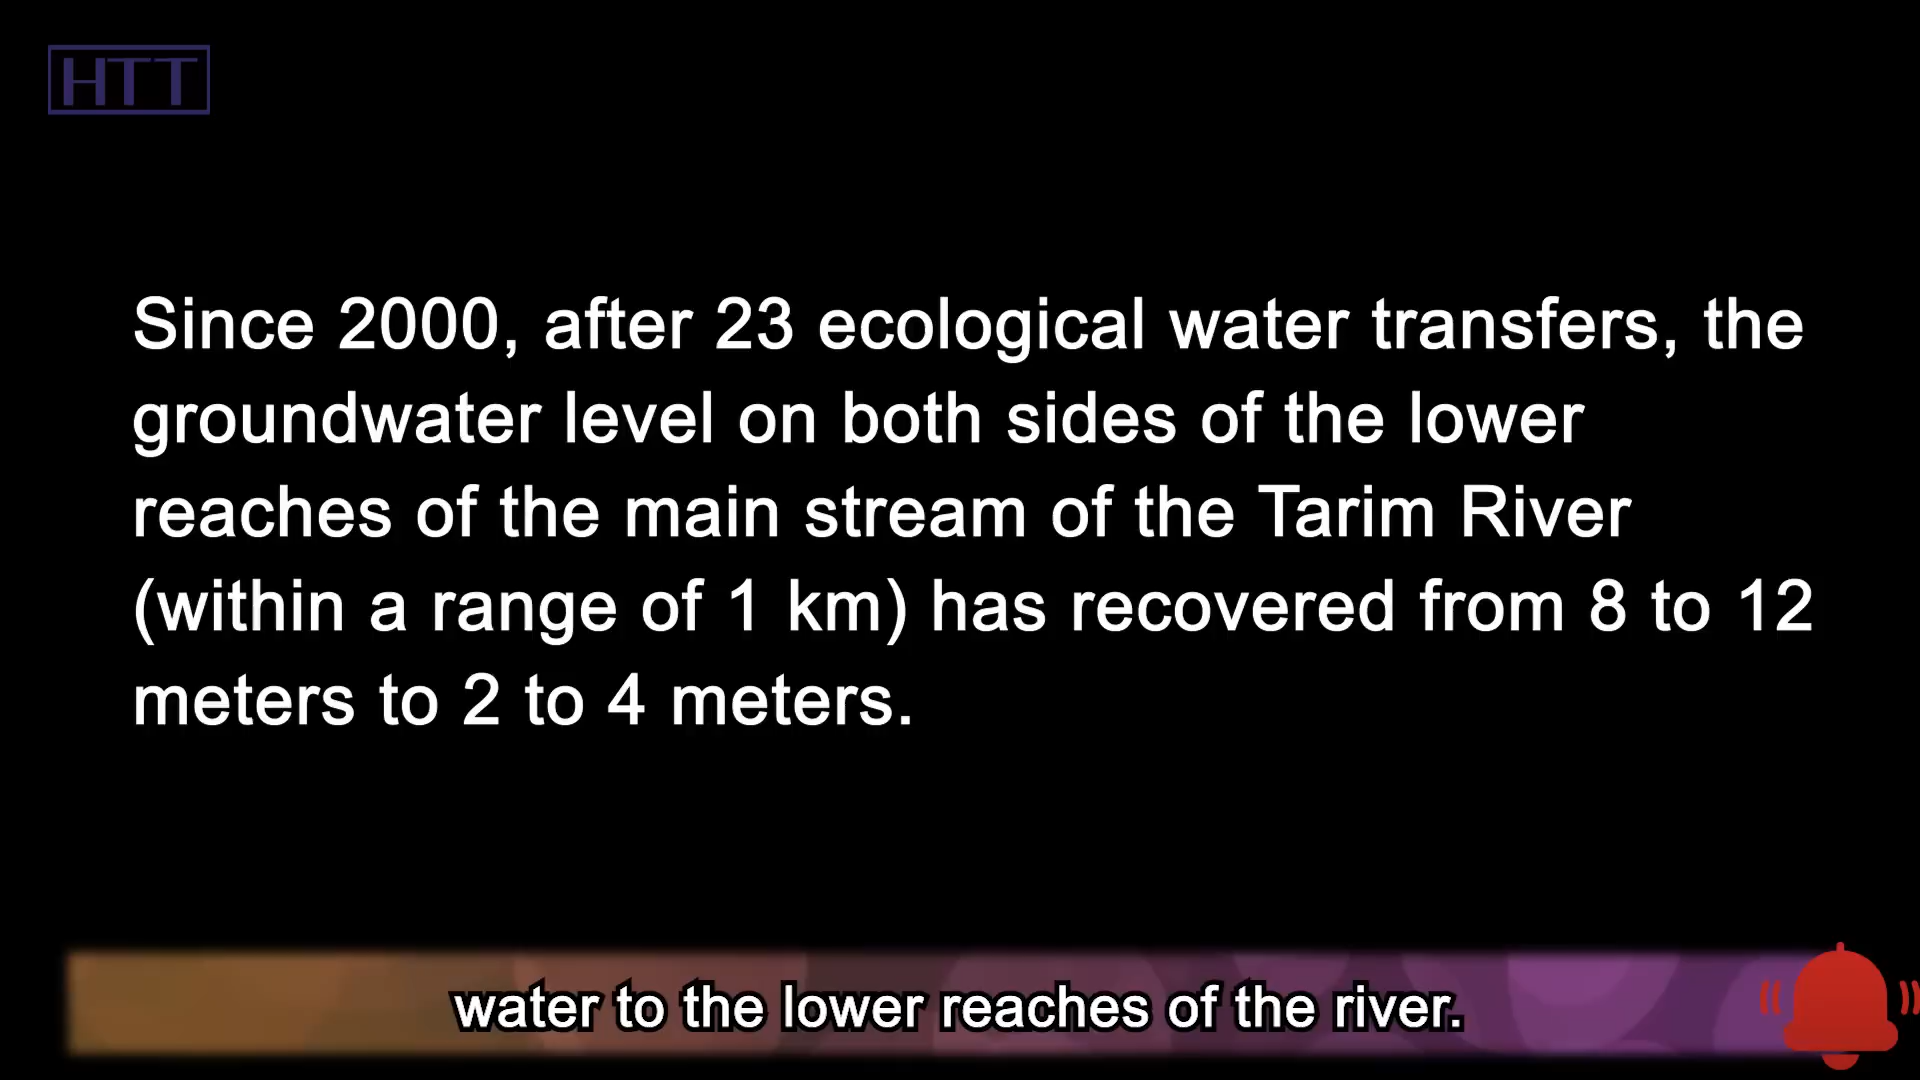 HTT
Since 2000, after 23 ecological water transfers, the
groundwater level on both sides of the lower
reaches of the main stream of the Tarim River
(within a range of 1 km) has recovered from 8 to 12
meters to 2 to 4 meters.
water to the lower reaches of the river.